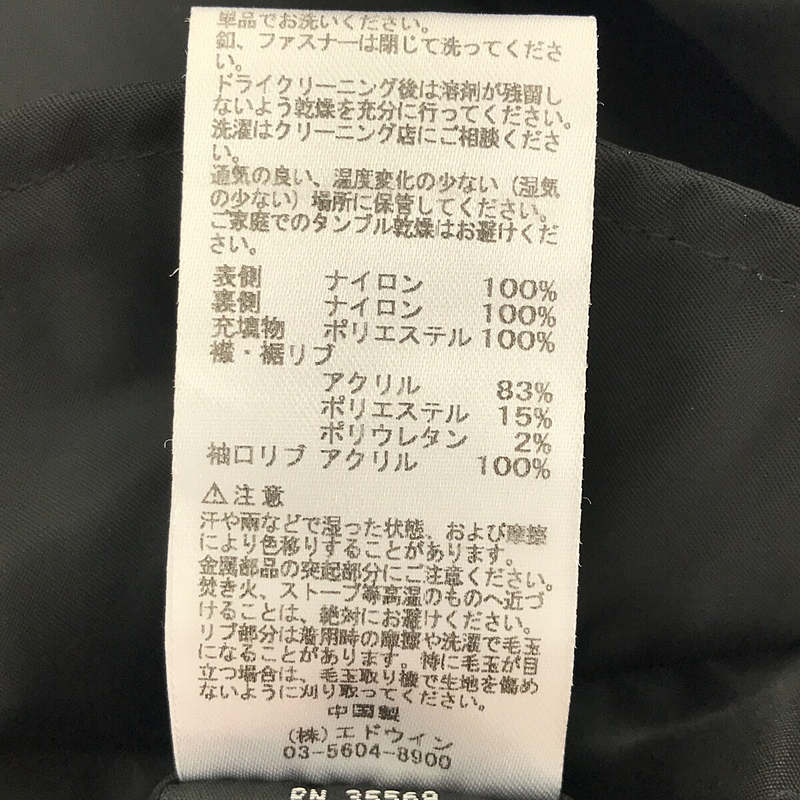 単品でお洗いください。
釦、ファスナーは閉じて洗ってくださ
い。
ドライクリーニング後は溶剤が残留し
ないよう乾燥を充分に行ってください。
洗濯はクリーニング店にご相談くださ
い。
通気の良い、温度変化の少ない（湿気
の少ない）場所に保管してください。
ご家庭でのタンブル乾燥はお避けくだ
さい。
表側 ナイロン 100%
裏側 ナイロン 100%
充填物 ポリエステル 100%
襟・裾リブ
アクリル 83%
ポリエステル 15%
ポリウレタン 2%
袖口リブ アクリル 100%
⚠注意
汗や雨などで湿った状態、および摩擦
により色移りすることがあります。
金属部品の突起部分にご注意ください。
焚き火、ストーブ等高温のものへ近づ
けることは、絶対にお避けください。
リブ部分は着用時の摩擦や洗濯で毛玉
になることがあります。特に毛玉が目
立つ場合は、毛玉取り機で生地を傷め
ないように刈り取ってください。
中国製
（株）エドウイン
03-5604-8900
RN 35569